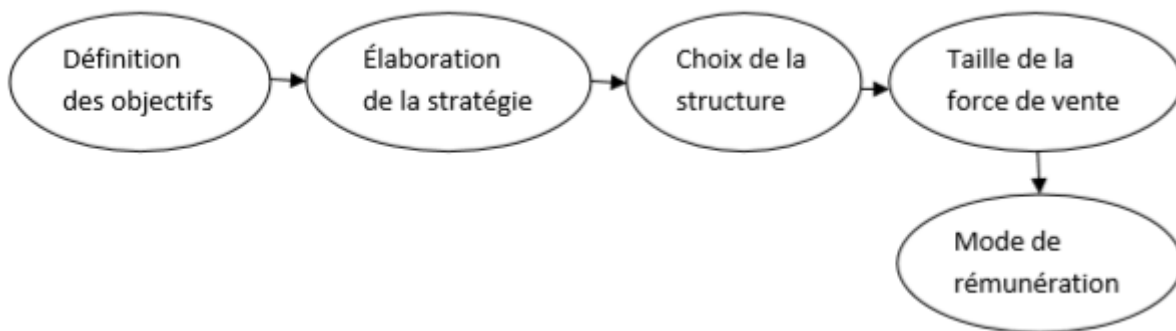 Définition
des objectifs
Élaboration
de la stratégie
Choix de la
structure
Taille de la
force de vente
Mode de
rémunération